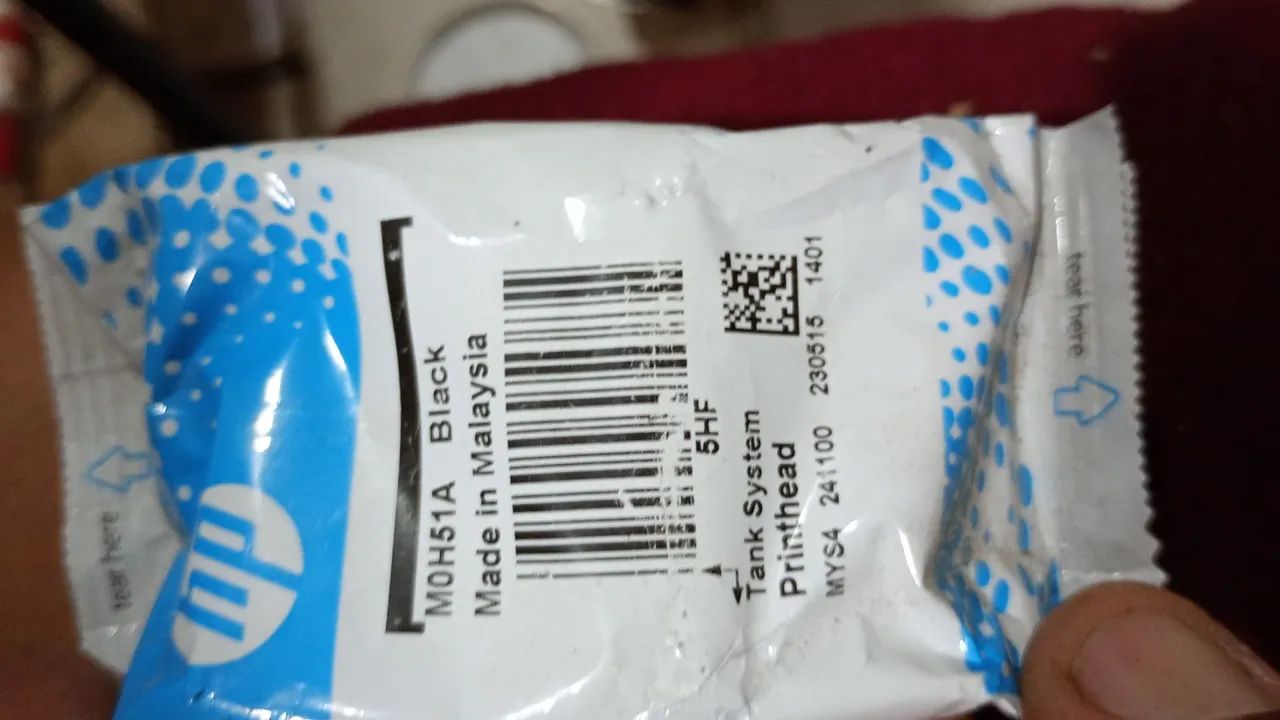 hp
M0H51A Black
Made in Malaysia
5HF
Tank System
Printhead
MYS4 241100 230515 1401
tear here
tear here